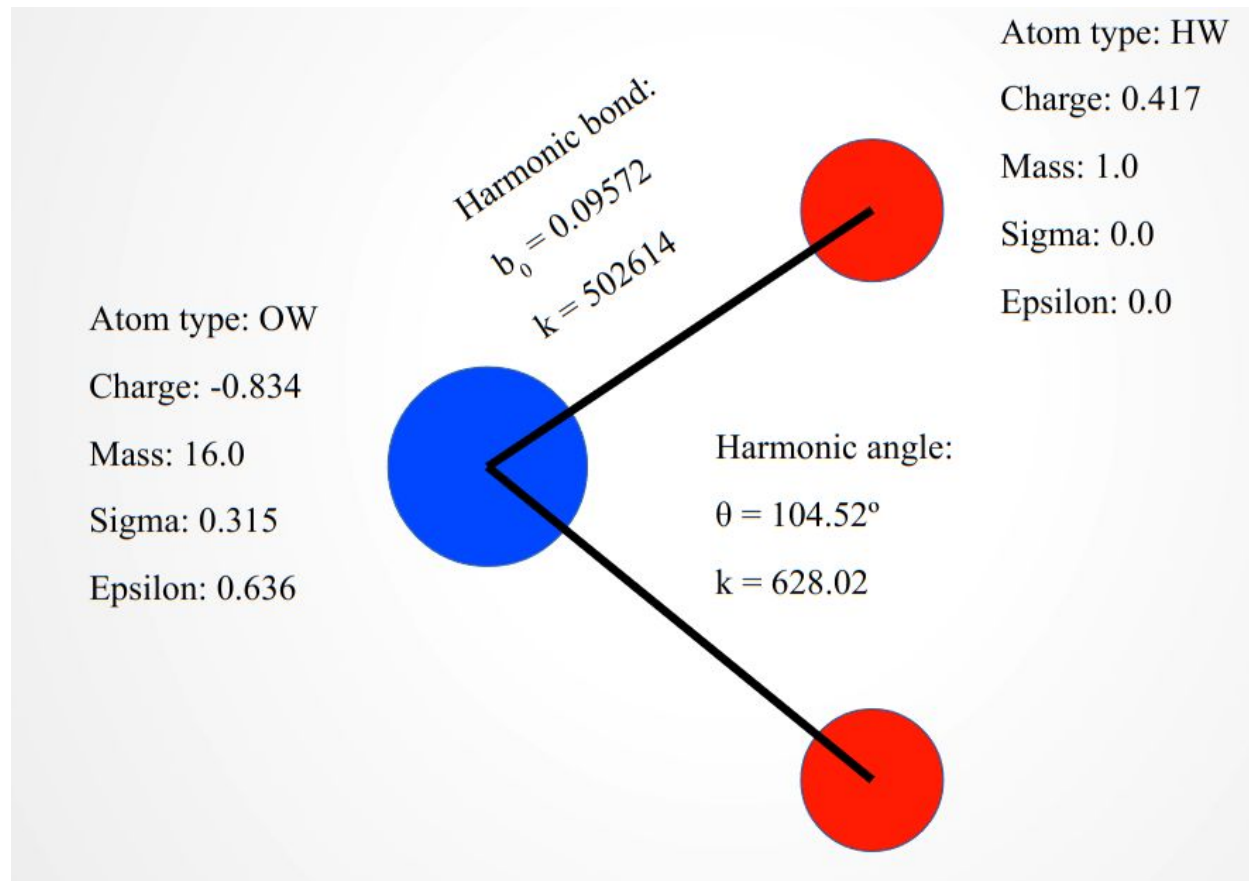 Atom type: HW
Charge: 0.417
Mass: 1.0
Sigma: 0.0
Epsilon: 0.0
Harmonic bond:
b₀ = 0.09572
k = 502614
Atom type: OW
Charge: -0.834
Mass: 16.0
Sigma: 0.315
Epsilon: 0.636
Harmonic angle:
θ = 104.52º
k = 628.02